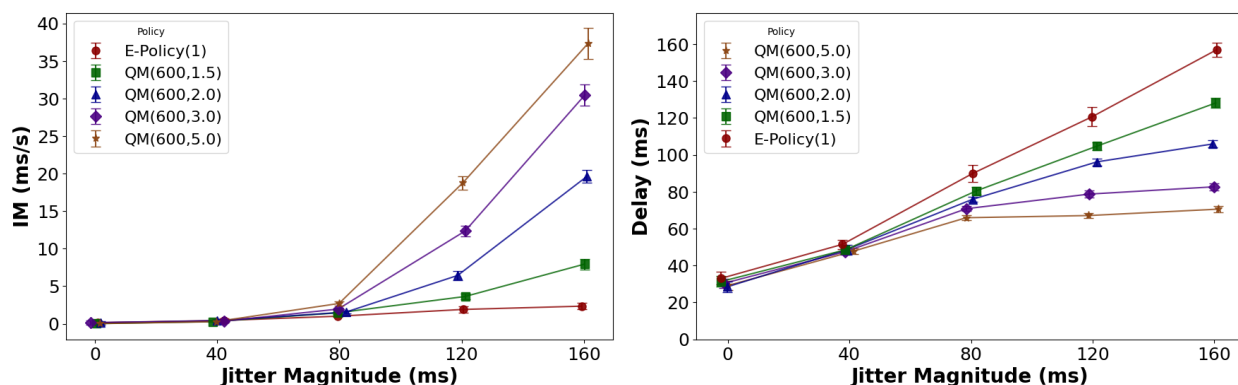 40
35
30
25
20
15
10
5
0
IM (ms/s)
Policy
E-Policy(1)
QM(600,1.5)
QM(600,2.0)
QM(600,3.0)
QM(600,5.0)
0 40 80 120 160
Jitter Magnitude (ms)
160
140
120
100
80
60
40
20
0
Delay (ms)
Policy
QM(600,5.0)
QM(600,3.0)
QM(600,2.0)
QM(600,1.5)
E-Policy(1)
0 40 80 120 160
Jitter Magnitude (ms)